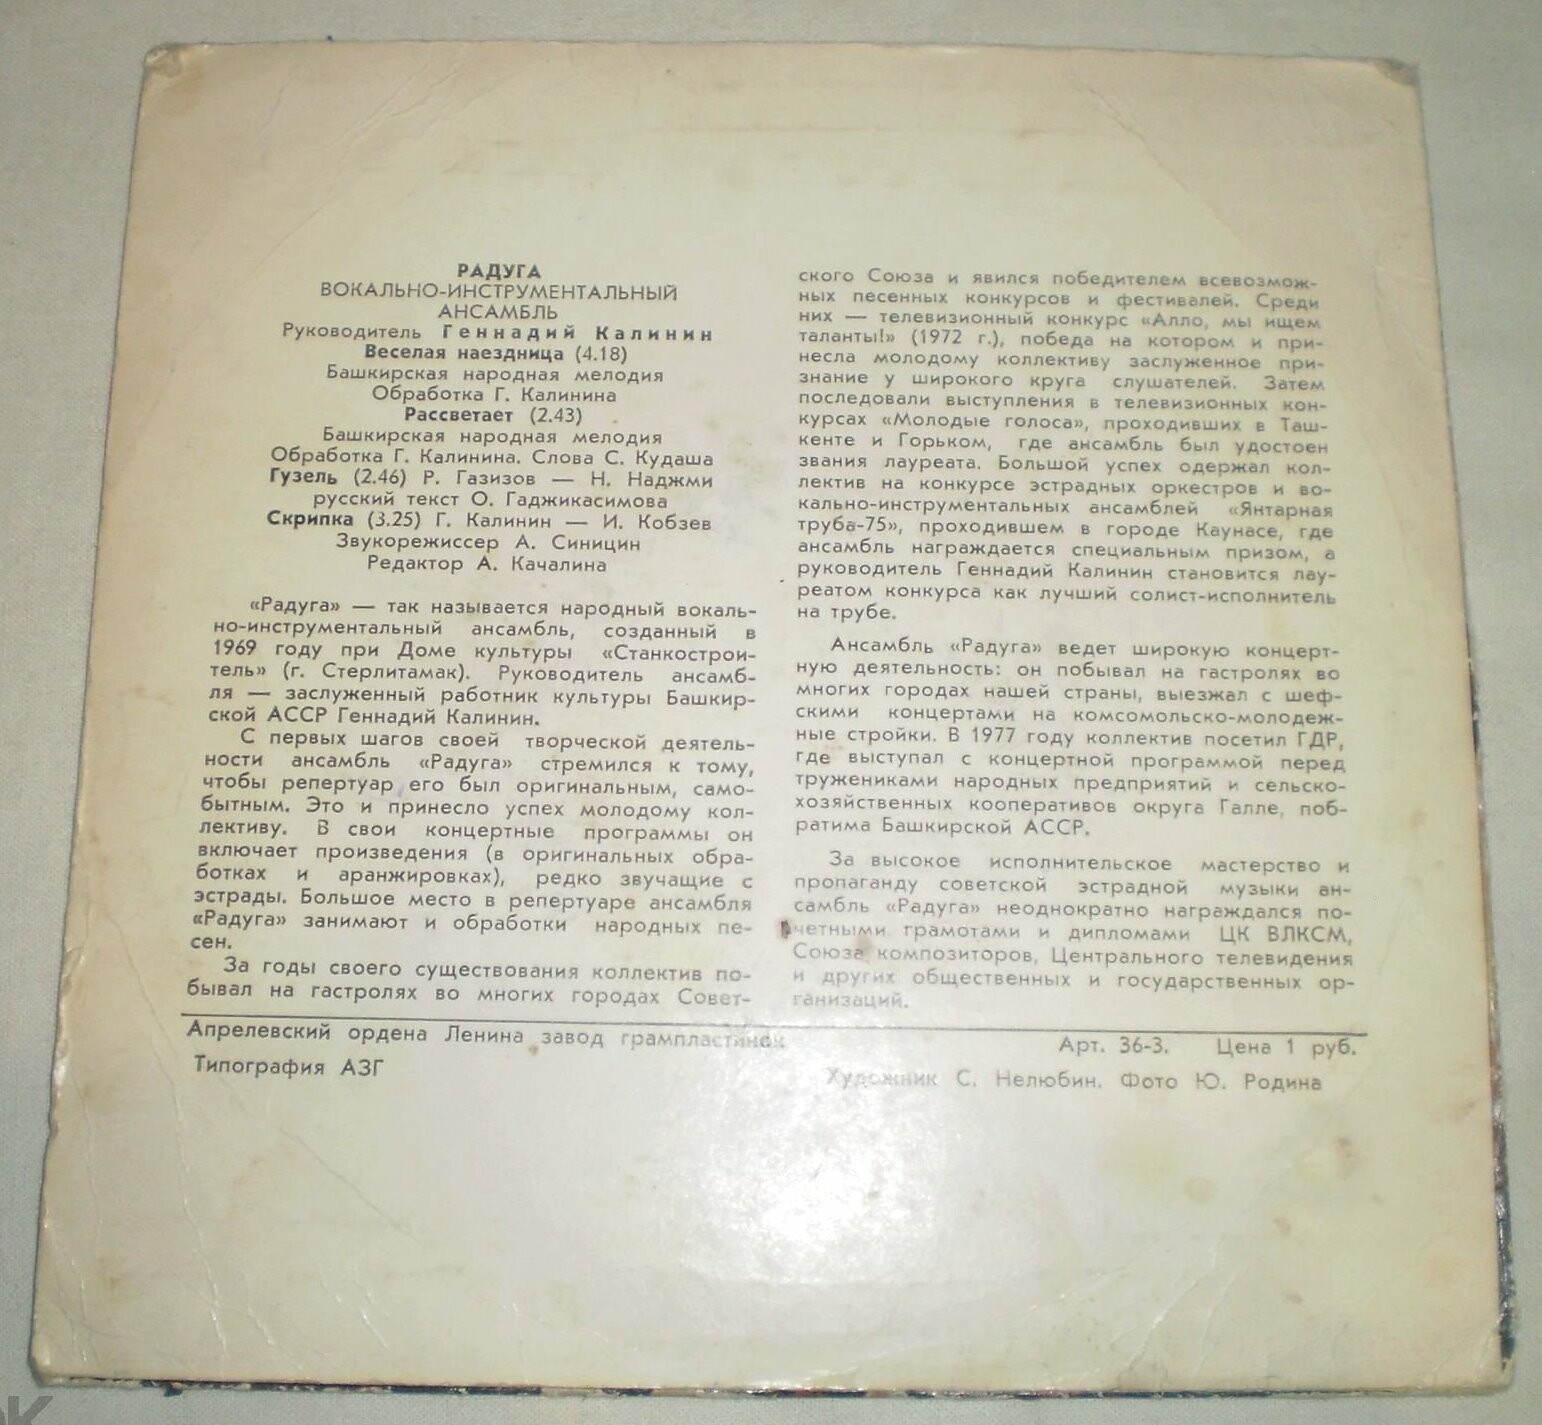 РАДУГА
ВОКАЛЬНО-ИНСТРУМЕНТАЛЬНЫЙ
АНСАМБЛЬ
Руководитель Геннадий Калинин
Веселая наездница (4.18)
Башкирская народная мелодия
Обработка Г. Калинина
Рассветает (2.43)
Башкирская народная мелодия
Обработка Г. Калинина. Слова С. Кудаша
Гузель (2.46) Р. Газизов — Н. Наджми
русский текст О. Гаджикасимова
Скрипка (3.25) Г. Калинин — И. Кобзев
Звукорежиссер А. Синицин
Редактор А. Качалина
«Радуга» — так называется народный вокаль-
но-инструментальный ансамбль, созданный в
1969 году при Доме культуры «Станкострои-
тель» (г. Стерлитамак). Руководитель ансамб-
ля — заслуженный работник культуры Башкир-
ской АССР Геннадий Калинин.
С первых шагов своей творческой деятель-
ности ансамбль «Радуга» стремился к тому,
чтобы репертуар его был оригинальным, само-
бытным. Это и принесло успех молодому кол-
лективу. В свои концертные программы он
включает произведения (в оригинальных обра-
ботках и аранжировках), редко звучащие с
эстрады. Большое место в репертуаре ансамбля
«Радуга» занимают и обработки народных пе-
сен.
За годы своего существования коллектив по-
бывал на гастролях во многих городах Совет-
ского Союза и явился победителем всевозмож-
ных песенных конкурсов и фестивалей. Среди
них — телевизионный конкурс «Алло, мы ищем
таланты!» (1972 г.), победа на котором и при-
несла молодому коллективу заслуженное при-
знание у широкого круга слушателей. Затем
последовали выступления в телевизионных кон-
курсах «Молодые голоса», проходивших в Таш-
кенте и Горьком, где ансамбль был удостоен
звания лауреата. Большой успех одержал кол-
лектив на конкурсе эстрадных оркестров и во-
кально-инструментальных ансамблей «Янтарная
труба-75», проходившем в городе Каунасе, где
ансамбль награждается специальным призом, а
руководитель Геннадий Калинин становится лау-
реатом конкурса как лучший солист-исполнитель
на трубе.
Ансамбль «Радуга» ведет широкую концерт-
ную деятельность: он побывал на гастролях во
многих городах нашей страны, выезжал с шеф-
скими концертами на комсомольско-молодеж-
ные стройки. В 1977 году коллектив посетил ГДР,
где выступал с концертной программой перед
тружениками народных предприятий и сельско-
хозяйственных кооперативов округа Галле, поб-
ратима Башкирской АССР.
За высокое исполнительское мастерство и
пропаганду советской эстрадной музыки ан-
самбль «Радуга» неоднократно награждался по-
четными грамотами и дипломами ЦК ВЛКСМ,
Союза композиторов, Центрального телевидения
и других общественных и государственных ор-
ганизаций.
Апрелевский ордена Ленина завод грампластинок
Арт. 36-3. Цена 1 руб.
Типография АЗГ
Художник С. Нелюбин. Фото Ю. Родина